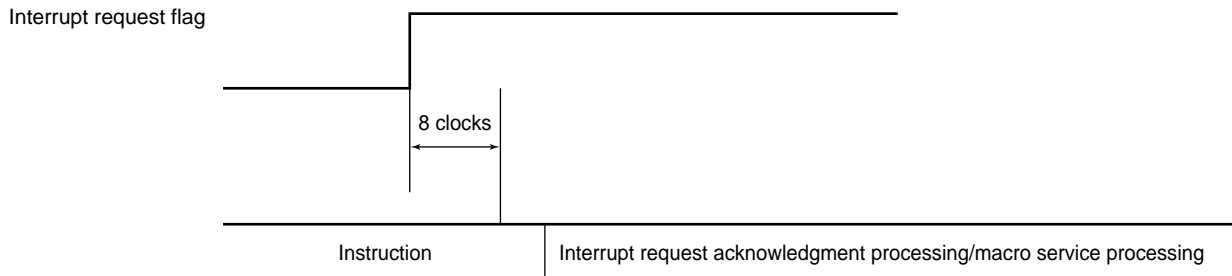 Interrupt request flag
8 clocks
Instruction
Interrupt request acknowledgment processing/macro service processing